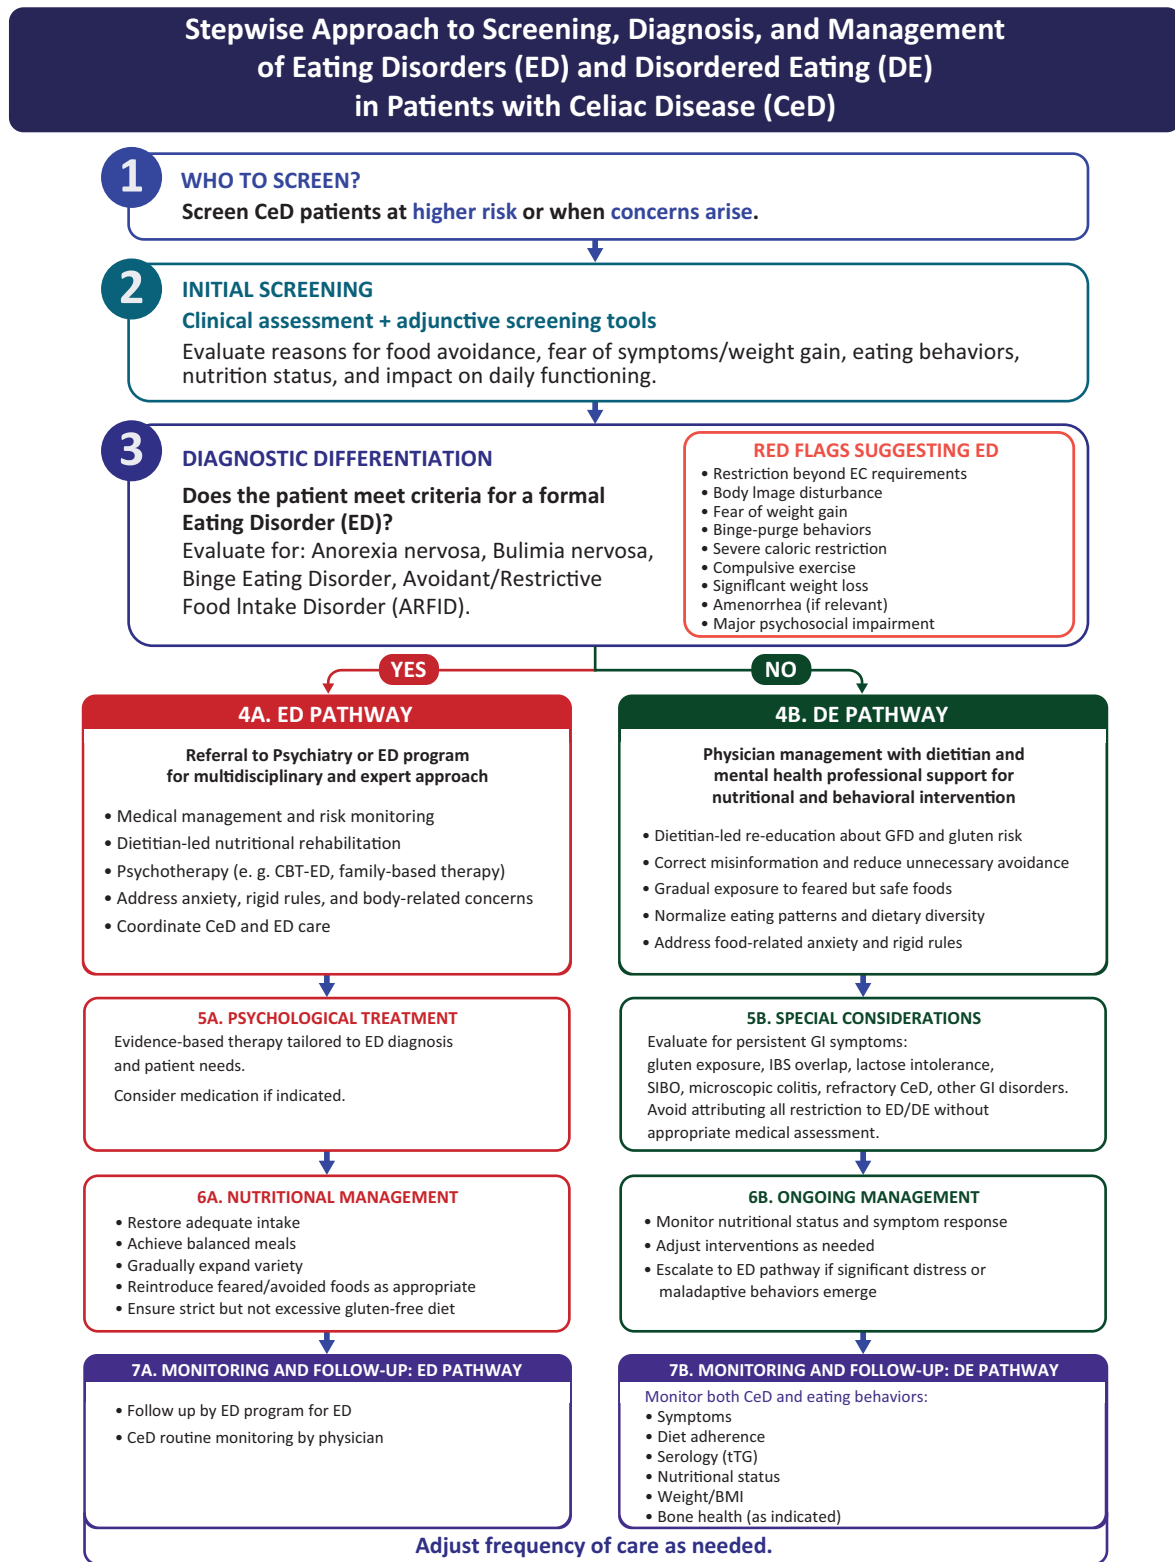 Stepwise Approach to Screening, Diagnosis, and Management
of Eating Disorders (ED) and Disordered Eating (DE)
in Patients with Celiac Disease (CeD)
1
WHO TO SCREEN?
Screen CeD patients at higher risk or when concerns arise.
2
INITIAL SCREENING
Clinical assessment + adjunctive screening tools
Evaluate reasons for food avoidance, fear of symptoms/weight gain, eating behaviors,
nutrition status, and impact on daily functioning.
3
DIAGNOSTIC DIFFERENTIATION
Does the patient meet criteria for a formal
Eating Disorder (ED)?
Evaluate for: Anorexia nervosa, Bulimia nervosa,
Binge Eating Disorder, Avoidant/Restrictive
Food Intake Disorder (ARFID).
RED FLAGS SUGGESTING ED
• Restriction beyond EC requirements
• Body Image disturbance
• Fear of weight gain
• Binge-purge behaviors
• Severe caloric restriction
• Compulsive exercise
• Significant weight loss
• Amenorrhea (if relevant)
• Major psychosocial impairment
YES
NO
4A. ED PATHWAY
Referral to Psychiatry or ED program
for multidisciplinary and expert approach
• Medical management and risk monitoring
• Dietitian-led nutritional rehabilitation
• Psychotherapy (e. g. CBT-ED, family-based therapy)
• Address anxiety, rigid rules, and body-related concerns
• Coordinate CeD and ED care
4B. DE PATHWAY
Physician management with dietitian and
mental health professional support for
nutritional and behavioral intervention
• Dietitian-led re-education about GFD and gluten risk
• Correct misinformation and reduce unnecessary avoidance
• Gradual exposure to feared but safe foods
• Normalize eating patterns and dietary diversity
• Address food-related anxiety and rigid rules
5A. PSYCHOLOGICAL TREATMENT
Evidence-based therapy tailored to ED diagnosis
and patient needs.
Consider medication if indicated.
5B. SPECIAL CONSIDERATIONS
Evaluate for persistent GI symptoms:
gluten exposure, IBS overlap, lactose intolerance,
SIBO, microscopic colitis, refractory CeD, other GI disorders.
Avoid attributing all restriction to ED/DE without
appropriate medical assessment.
6A. NUTRITIONAL MANAGEMENT
• Restore adequate intake
• Achieve balanced meals
• Gradually expand variety
• Reintroduce feared/avoided foods as appropriate
• Ensure strict but not excessive gluten-free diet
6B. ONGOING MANAGEMENT
• Monitor nutritional status and symptom response
• Adjust interventions as needed
• Escalate to ED pathway if significant distress or
maladaptive behaviors emerge
7A. MONITORING AND FOLLOW-UP: ED PATHWAY
• Follow up by ED program for ED
• CeD routine monitoring by physician
7B. MONITORING AND FOLLOW-UP: DE PATHWAY
Monitor both CeD and eating behaviors:
• Symptoms
• Diet adherence
• Serology (tTG)
• Nutritional status
• Weight/BMI
• Bone health (as indicated)
Adjust frequency of care as needed.